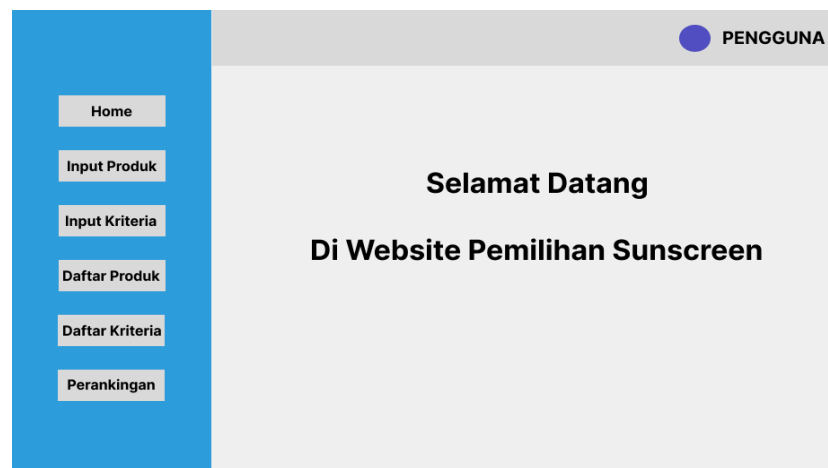 PENGGUNA
Home
Input Produk
Input Kriteria
Daftar Produk
Daftar Kriteria
Perankingan
Selamat Datang
Di Website Pemilihan Sunscreen